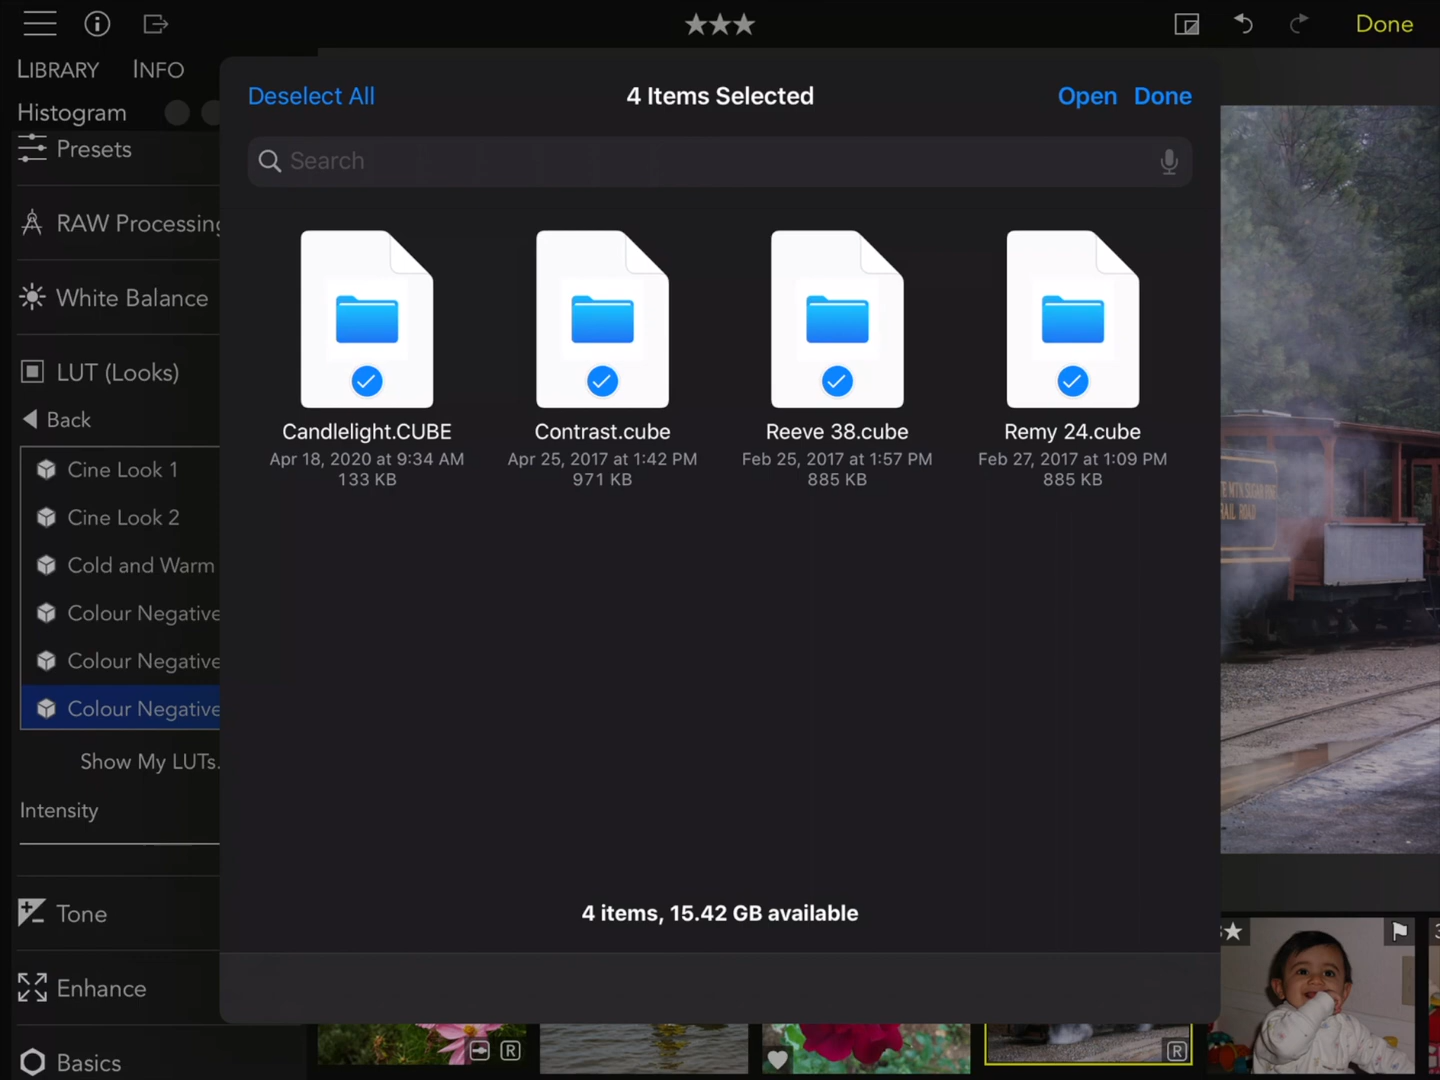 Done
LIBRARY INFO
Histogram
Presets
RAW Processing
White Balance
LUT (Looks)
Back
Cine Look 1
Cine Look 2
Cold and Warm
Colour Negative
Colour Negative
Colour Negative
Show My LUTs.
Intensity
Tone
Enhance
Basics
Deselect All
4 Items Selected
Open Done
Search
Candlelight.CUBE
Apr 18, 2020 at 9:34 AM
133 KB
Contrast.cube
Apr 25, 2017 at 1:42 PM
971 KB
Reeve 38.cube
Feb 25, 2017 at 1:57 PM
885 KB
Remy 24.cube
Feb 27, 2017 at 1:09 PM
885 KB
4 items, 15.42 GB available
R
R